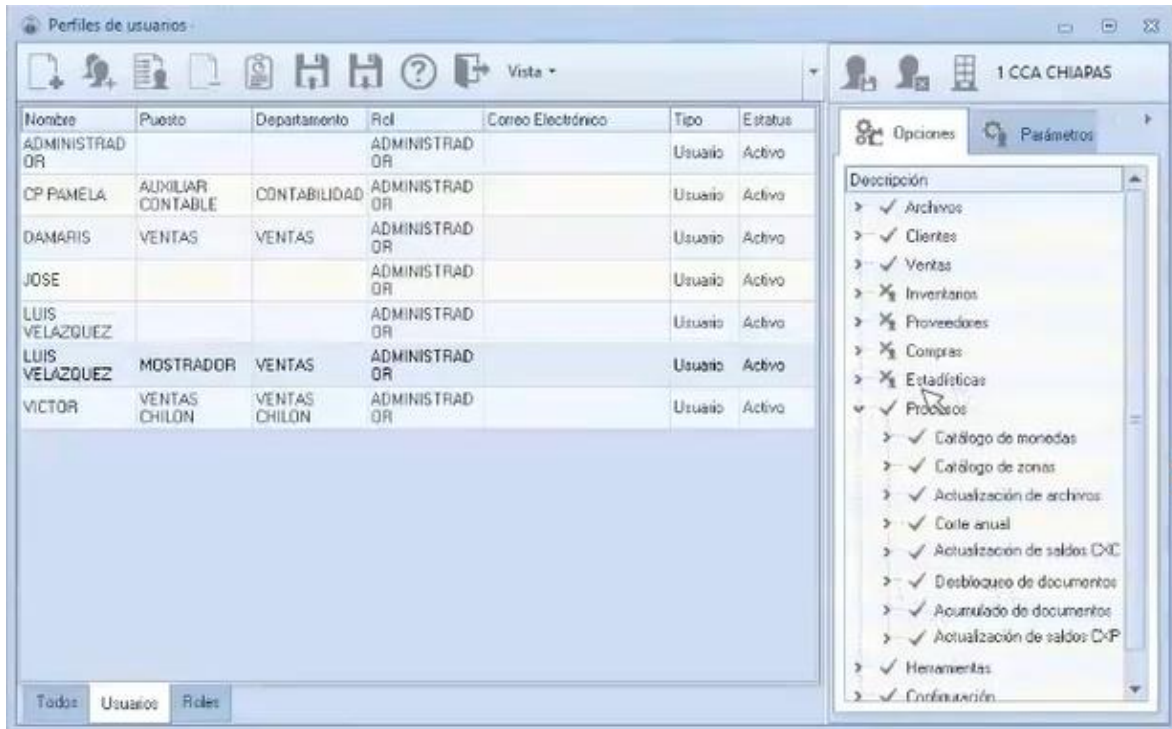 Perfiles de usuarios -
Vista
1 CCA CHIAPAS
Nombre Puesto Departamento Rol Correo Electrónico Tipo Estatus
ADMINISTRAD
OR
ADMINISTRAD
OR
Usuario Activo
CP PAMELA
AUXILIAR
CONTABLE
CONTABILIDAD
ADMINISTRAD
OR
Usuario Activo
DAMARIS VENTAS VENTAS
ADMINISTRAD
OR
Usuario Activo
JOSE
ADMINISTRAD
OR
Usuario Activo
LUIS
VELAZQUEZ
ADMINISTRAD
OR
Usuario Activo
LUIS
VELAZQUEZ
MOSTRADOR VENTAS
ADMINISTRAD
OR
Usuario Activo
VICTOR
VENTAS
CHILON
VENTAS
CHILON
ADMINISTRAD
OR
Usuario Activo
Todos Usuarios Roles
Opciones Parámetros
Descripción
Archivos
Clientes
Ventas
Inventarios
Proveedores
Compras
Estadísticas
Procesos
Catálogo de monedas
Catálogo de zonas
Actualización de archivos
Corte anual
Actualización de saldos CXC
Desbloqueo de documentos
Acumulado de documentos
Actualización de saldos CXP
Herramientas
Configuración